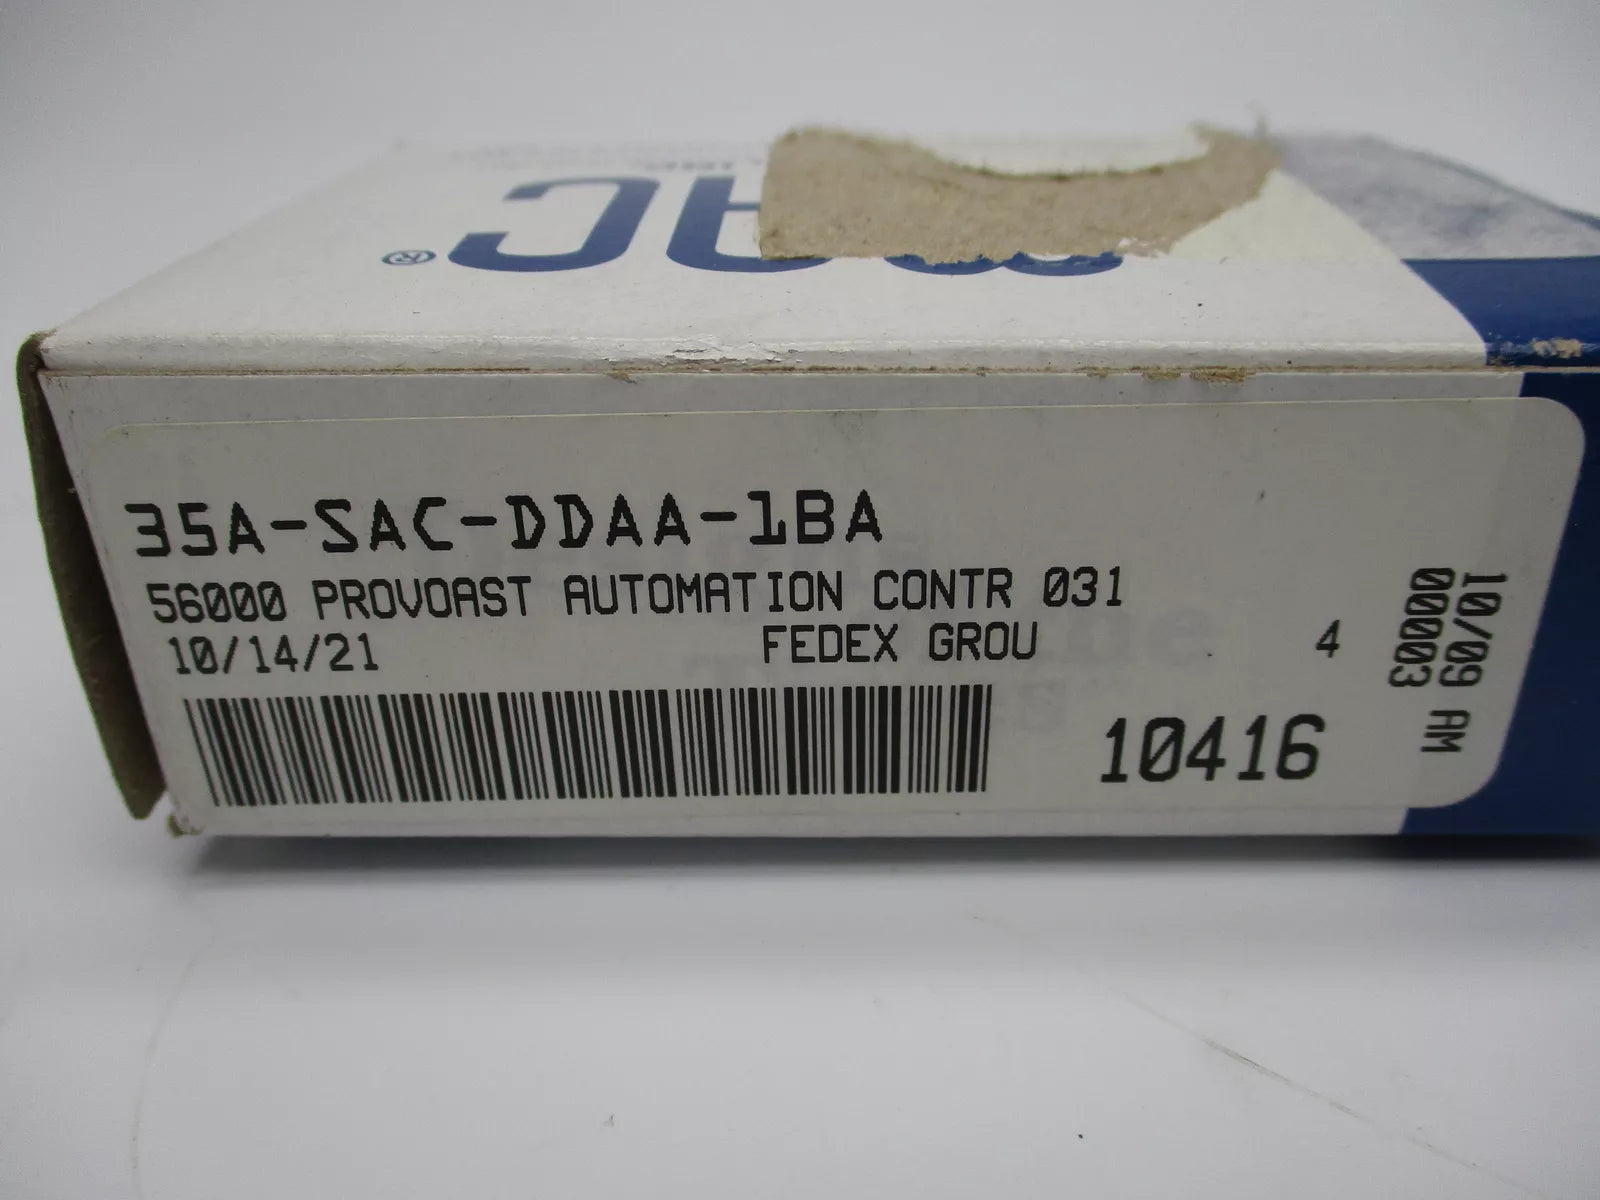 35A-SAC-DDAA-1BA
56000 PROVOAST AUTOMATION CONTR 031
10/14/21 FEDEX GROU 4
10416
10/09 AM
00003
®